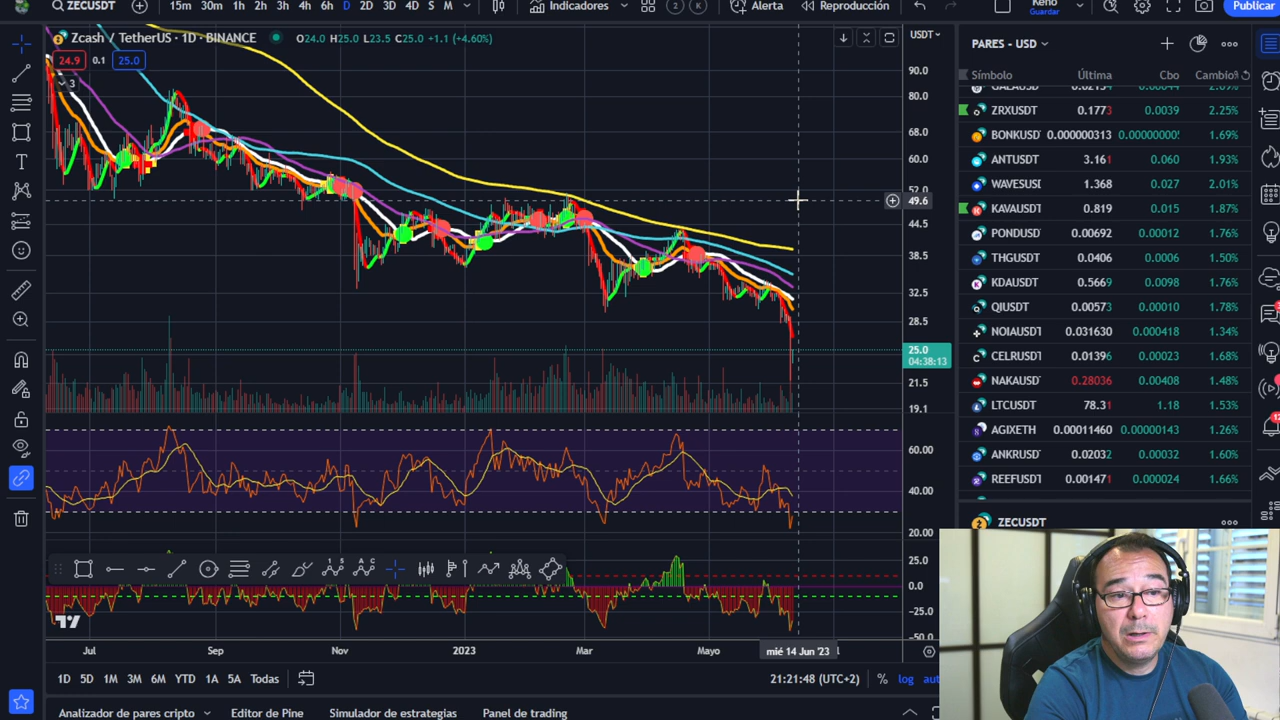 ZECUSDT 15m 30m 1h 2h 3h 4h 6h D 2D 3D 4D S M Indicadores Alerta Reproducción Keno Guardar Publicar
Zcash / TetherUS · 1D · BINANCE O24.0 H25.0 L23.5 C25.0 +1.1 (+4.60%)
24.9 0.1 25.0
3
USDT
90.0
80.0
68.0
60.0
52.0
49.6
44.5
38.5
32.5
28.5
25.0
04:38:13
21.5
19.1
60.00
40.00
20.00
25.0
0.0
-25.0
-50.0
Jul Sep Nov 2023 Mar Mayo mié 14 Jun '23
1D 5D 1M 3M 6M YTD 1A 5A Todas 21:21:48 (UTC+2) % log aut
Analizador de pares cripto Editor de Pine Simulador de estrategias Panel de trading
PARES - USD
Símbolo Última Cbo Cambio%
GALAUSDT 0.02134 0.00044 2.09%
ZRXUSDT 0.1773 0.0039 2.25%
BONKUSD 0.000000313 0.00000000 1.69%
ANTUSDT 3.161 0.060 1.93%
WAVESUSI 1.368 0.027 2.01%
KAVAUSDT 0.819 0.015 1.87%
PONDUSD 0.00692 0.00012 1.76%
THGUSDT 0.0406 0.0006 1.50%
KDAUSDT 0.5669 0.0098 1.76%
QIUSDT 0.00573 0.00010 1.78%
NOIAUSDT 0.031630 0.000418 1.34%
CELRUSDT 0.01396 0.00023 1.68%
NAKAUSD 0.28036 0.00408 1.48%
LTCUSDT 78.31 1.18 1.53%
AGIXETH 0.00011460 0.00000143 1.26%
ANKRUSD 0.02032 0.00032 1.60%
REEFUSDT 0.001471 0.000024 1.66%
ZECUSDT